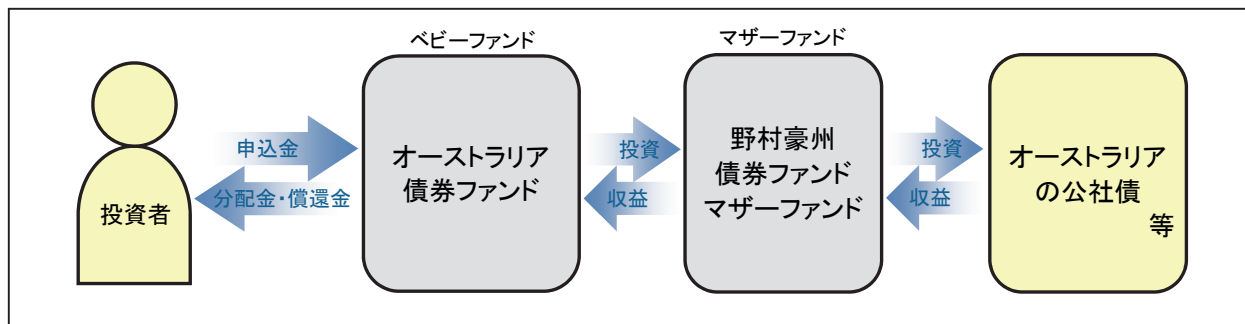 ベビーファンド
マザーファンド
投資者
申込金
分配金・償還金
オーストラリア
債券ファンド
投資
収益
野村豪州
債券ファンド
マザーファンド
投資
収益
オーストラリア
の公社債
等